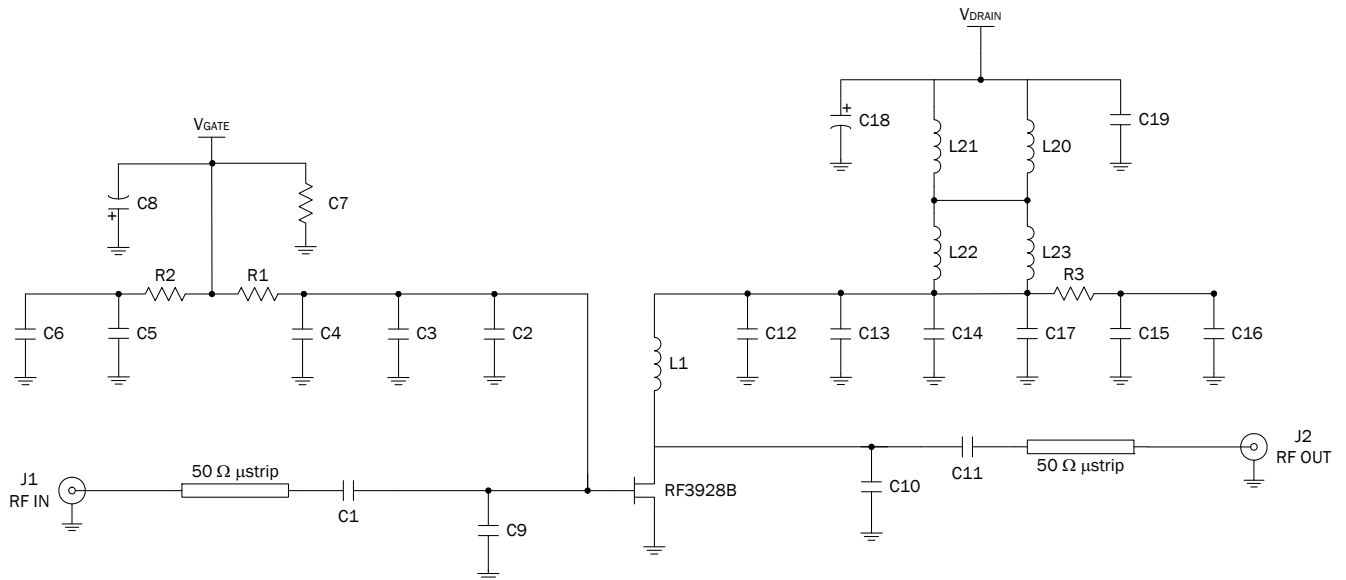 VDRAIN
+
C18
L21
L20
C19
VGATE
C8
+
C7
L22
L23
R2
R1
R3
C6
C5
C4
C3
C2
L1
C12
C13
C14
C17
C15
C16
J1
RF IN
50 Ω µstrip
C1
C9
RF3928B
C10
C11
50 Ω µstrip
J2
RF OUT